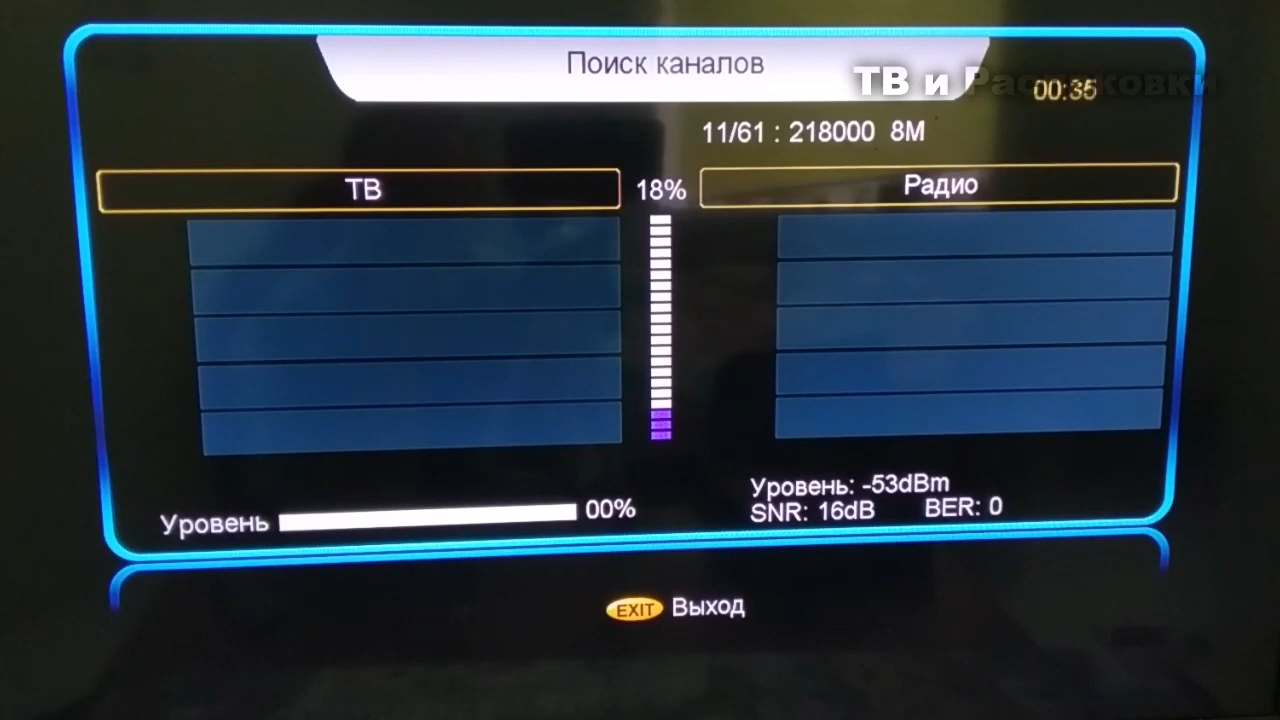 Поиск каналов
ТВ и Распаковки
00:35
11/61 : 218000 8M
ТВ
18%
Радио
Уровень: -53dBm
Уровень 00%
SNR: 16dB BER: 0
EXIT Выход